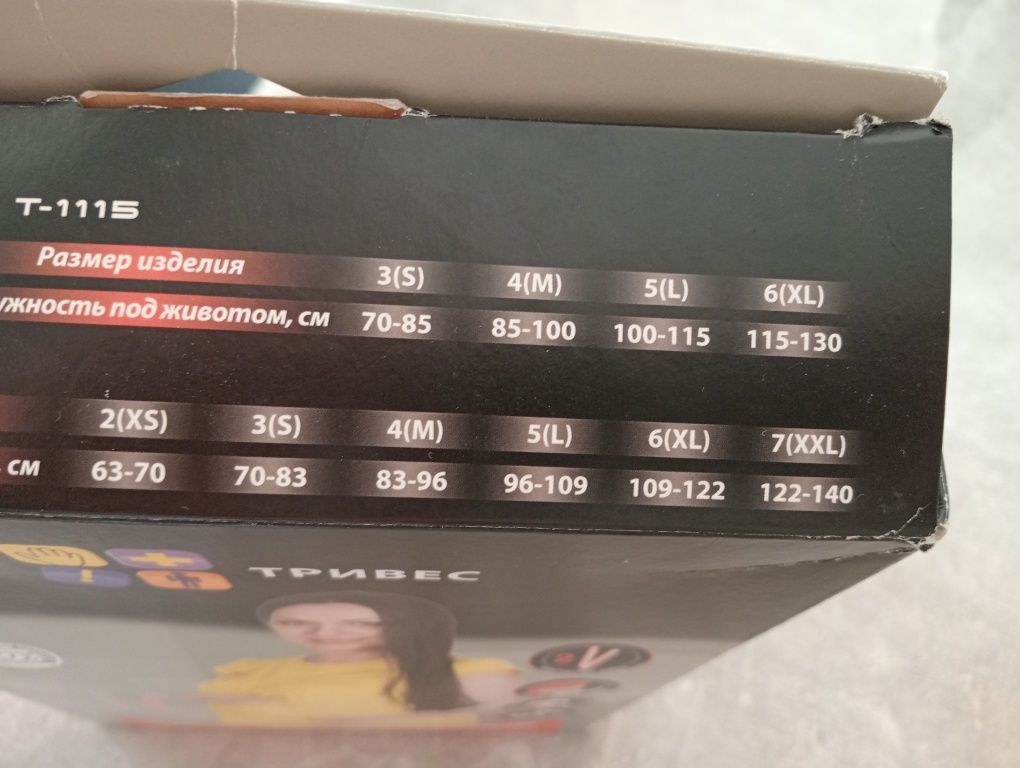 T-1115
Размер изделия 3(S) 4(M) 5(L) 6(XL)
под животом, см 70-85 85-100 100-115 115-130
2(XS) 3(S) 4(M) 5(L) 6(XL) 7(XXL)
см 63-70 70-83 83-96 96-109 109-122 122-140
ТРИВЕС